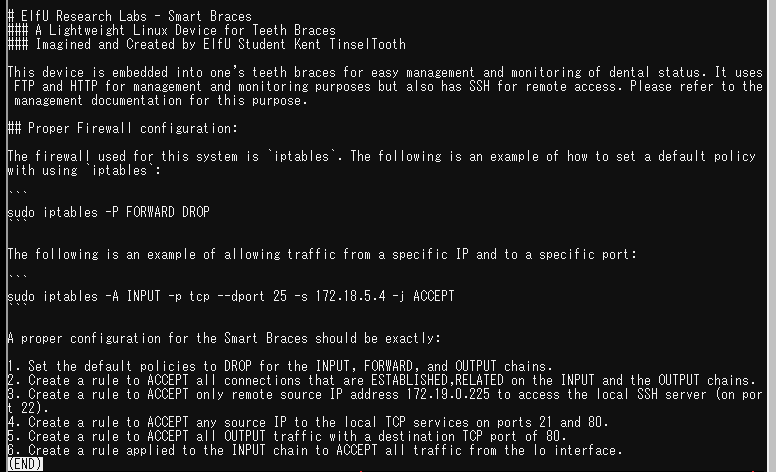 # ElfU Research Labs - Smart Braces
### A Lightweight Linux Device for Teeth Braces
### Imagined and Created by ElfU Student Kent TinselTooth
This device is embedded into one's teeth braces for easy management and monitoring of dental status. It uses
FTP and HTTP for management and monitoring purposes but also has SSH for remote access. Please refer to the
management documentation for this purpose.
## Proper Firewall configuration:
The firewall used for this system is `iptables`. The following is an example of how to set a default policy
with using `iptables`:
```
sudo iptables -P FORWARD DROP
```
The following is an example of allowing traffic from a specific IP and to a specific port:
```
sudo iptables -A INPUT -p tcp --dport 25 -s 172.18.5.4 -j ACCEPT
```
A proper configuration for the Smart Braces should be exactly:
1. Set the default policies to DROP for the INPUT, FORWARD, and OUTPUT chains.
2. Create a rule to ACCEPT all connections that are ESTABLISHED,RELATED on the INPUT and the OUTPUT chains.
3. Create a rule to ACCEPT only remote source IP address 172.19.0.225 to access the local SSH server (on por
t 22).
4. Create a rule to ACCEPT any source IP to the local TCP services on ports 21 and 80.
5. Create a rule to ACCEPT all OUTPUT traffic with a destination TCP port of 80.
6. Create a rule applied to the INPUT chain to ACCEPT all traffic from the lo interface.
(END)